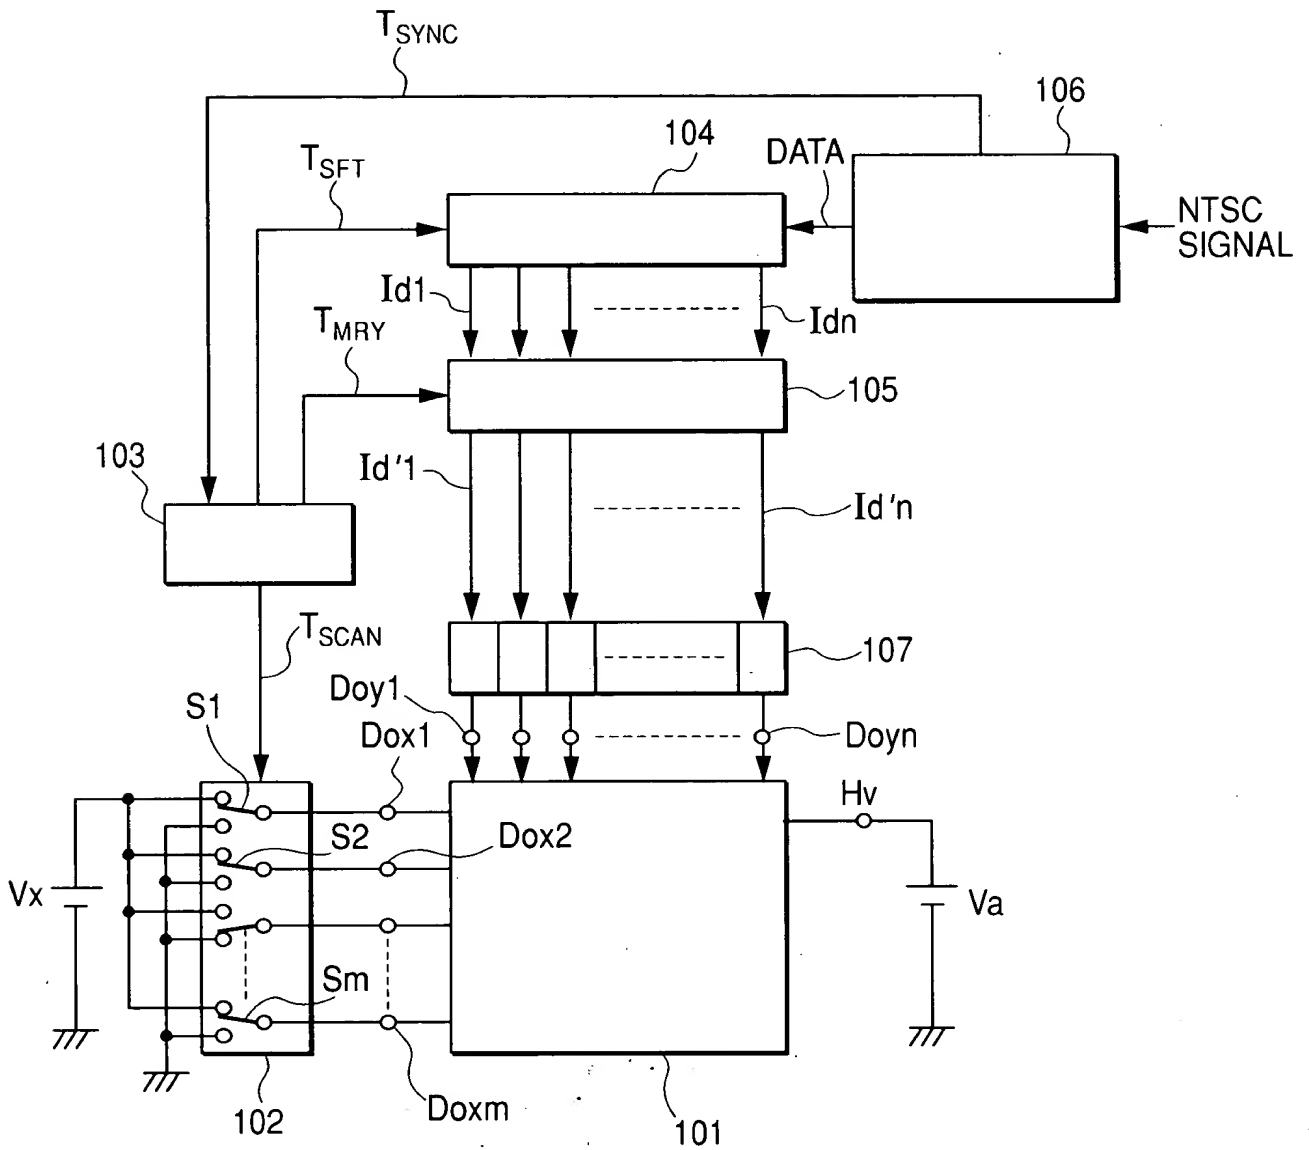 TSYNC
106
104
DATA
TSFT
NTSC
SIGNAL
Id1
Idn
TMRY
105
103
Id'1
Id'n
TSCAN
107
Doy1
S1
Dox1
Doyn
Hv
S2
Dox2
Vx
Va
Sm
Doxm
102
101